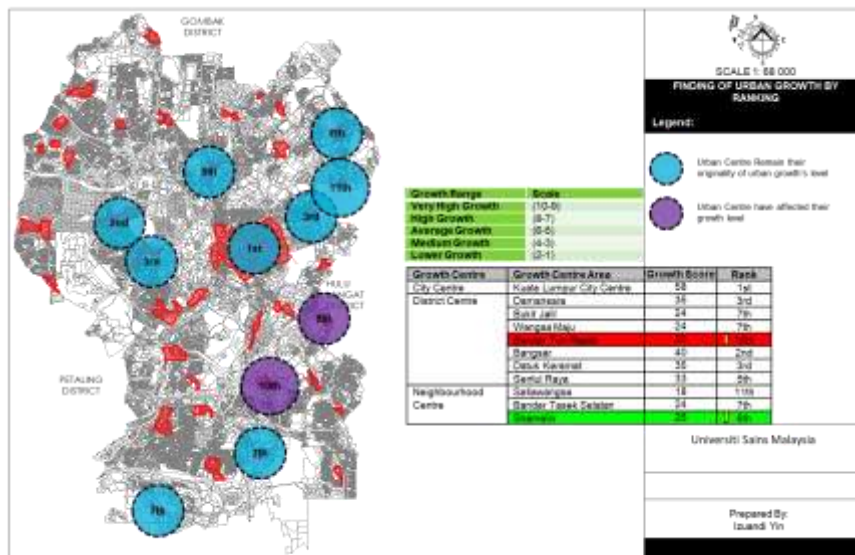 GOMBAK
DISTRICT
SCALE 1: 68 000
FINDING OF URBAN GROWTH BY
RANKING
Legend:
Urban Centre Remain their
originality of urban growth's level
Urban Centre have affected their
growth level
2nd
3rd
1st
3rd
11th
HULU
DISTRICT
10th
7th
7th
PETALING
DISTRICT
Growth Range Scale
Very High Growth (10-9)
High Growth (8-7)
Average Growth (6-5)
Medium Growth (4-3)
Lower Growth (2-1)
Growth Centre Growth Centre Area Growth Score Rank
City Centre Kuala Lumpur City Centre 58 1st
District Centre Damansara 35 3rd
Bukit Jalil 24 7th
Wangsa Maju 24 7th
Bangsar 40 2nd
Datuk Keramat 35 3rd
Sentul Raya 33 5th
Neighbourhood Centre Setiawangsa 18 11th
Bandar Tasek Selatan 24 7th
Universiti Sains Malaysia
Prepared By:
Izuandi Yin